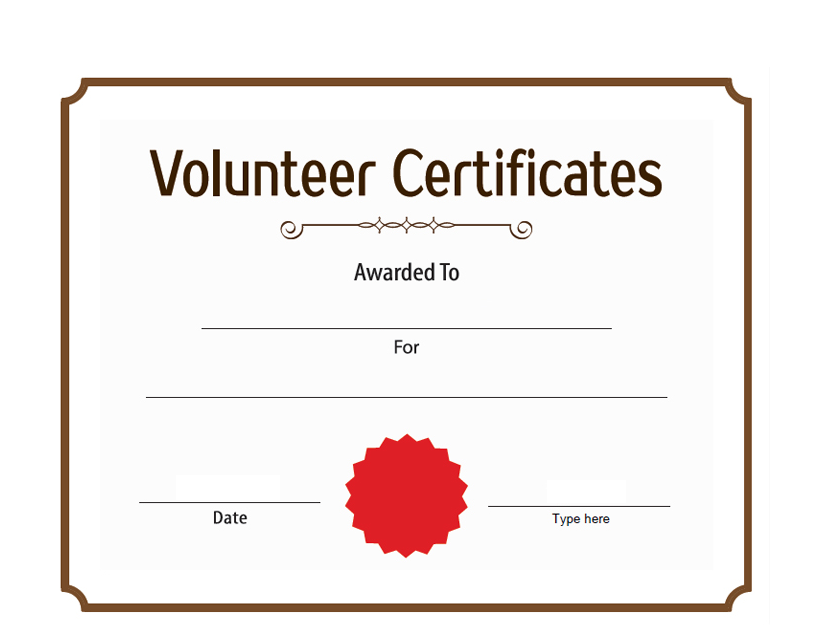 Volunteer Certificates
Awarded To
For
Date
Type here